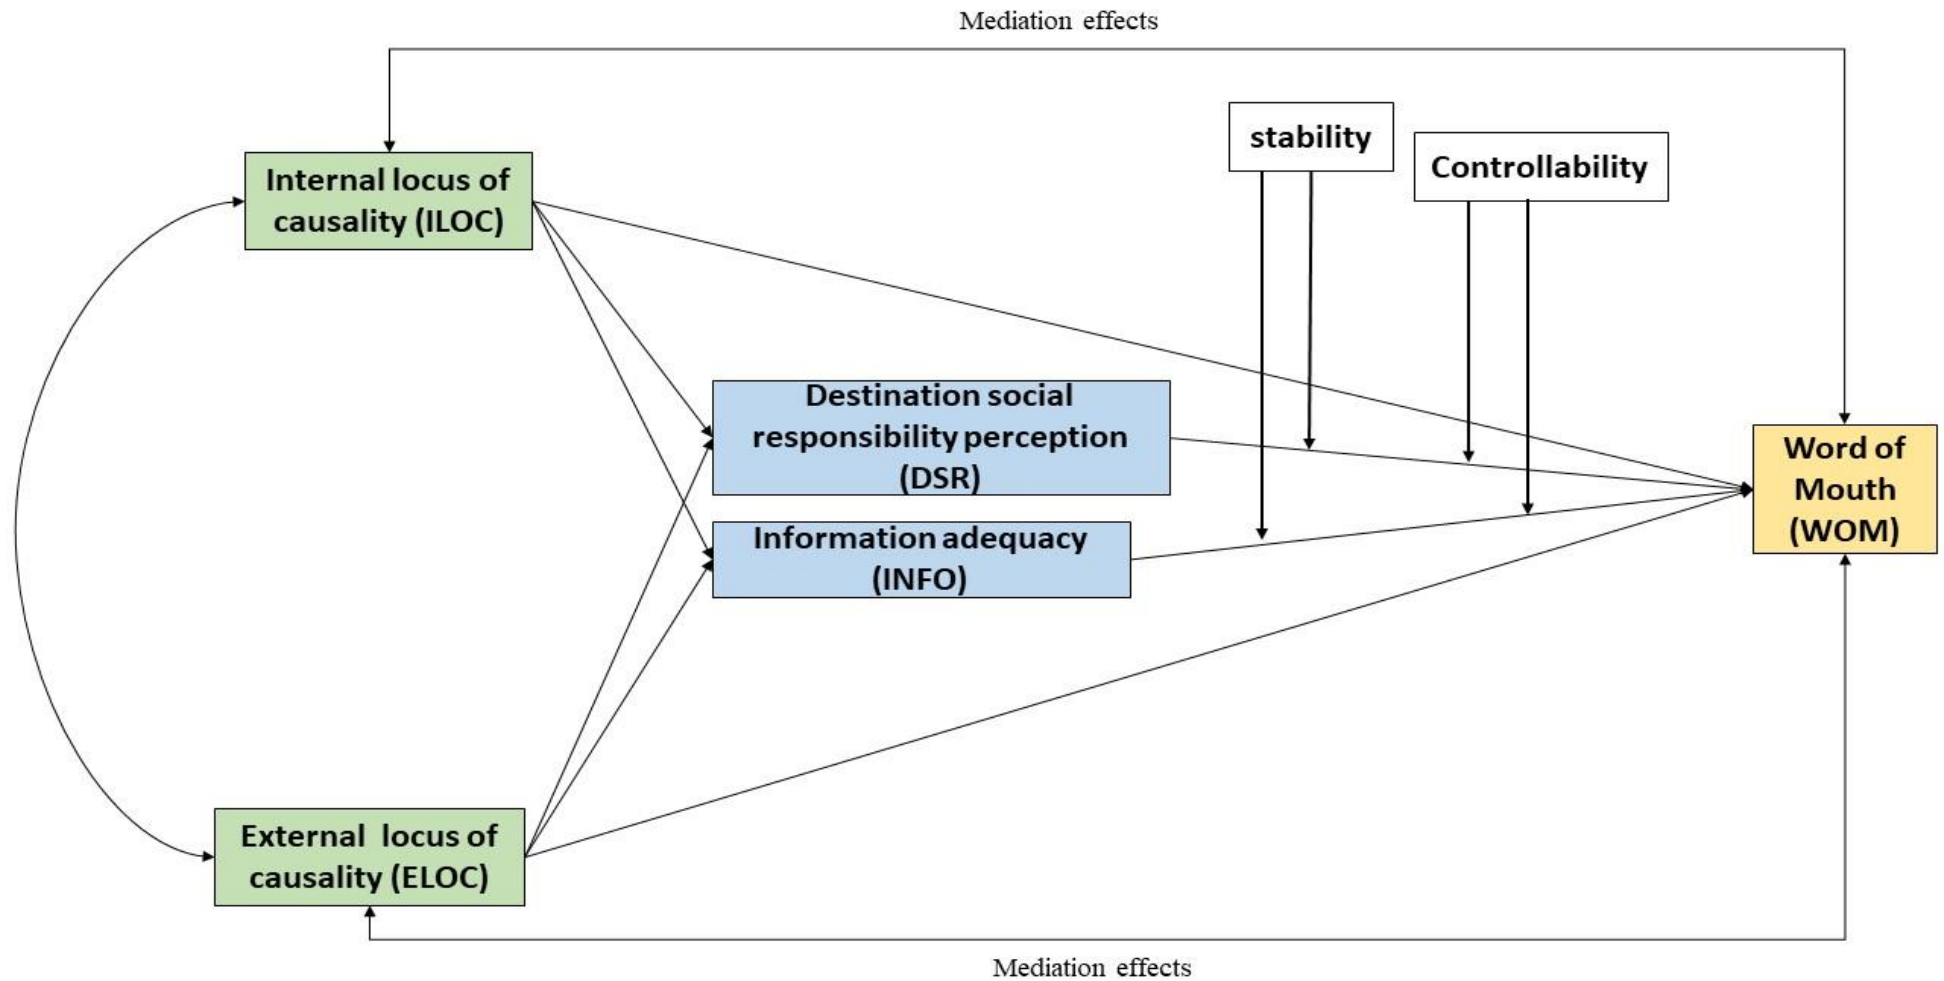 Mediation effects
stability
Controllability
Internal locus of
causality (ILOC)
Destination social
responsibility perception
(DSR)
Word of
Mouth
(WOM)
Information adequacy
(INFO)
External locus of
causality (ELOC)
Mediation effects